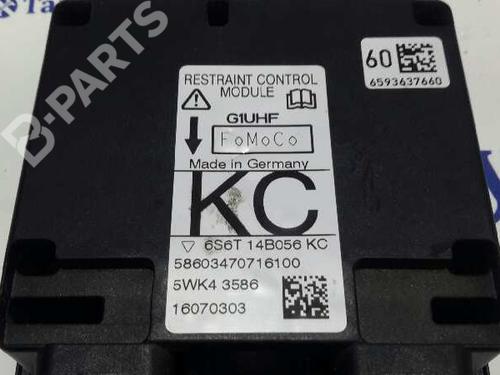 B-PARTS
60
6593637660
RESTRAINT CONTROL
MODULE
G1UHF
FoMoCo
Made in Germany
KC
6S6T 14B056 KC
58603470716100
5WK4 3586
16070303